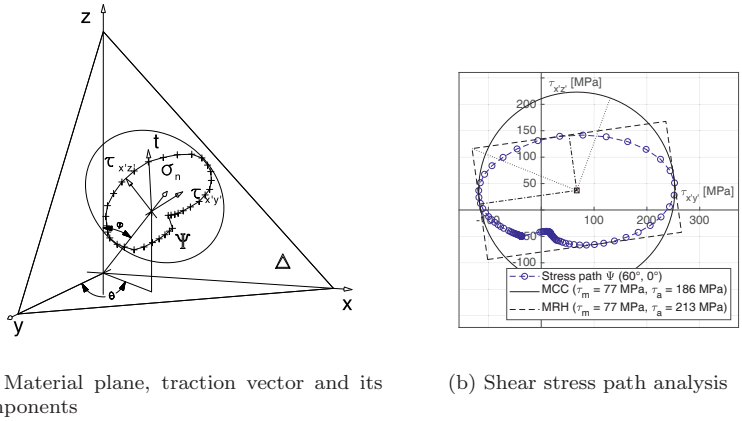 z
t
τx'z'
σn
τx'y'
φ
Ψ
Δ
θ
x
y
τx'z' [MPa]
200
150
100
50
τx'y' [MPa]
-100
100
200
300
-50
-100
Stress path Ψ (60°, 0°)
MCC (τm = 77 MPa, τa = 186 MPa)
MRH (τm = 77 MPa, τa = 213 MPa)
Material plane, traction vector and its
(b) Shear stress path analysis